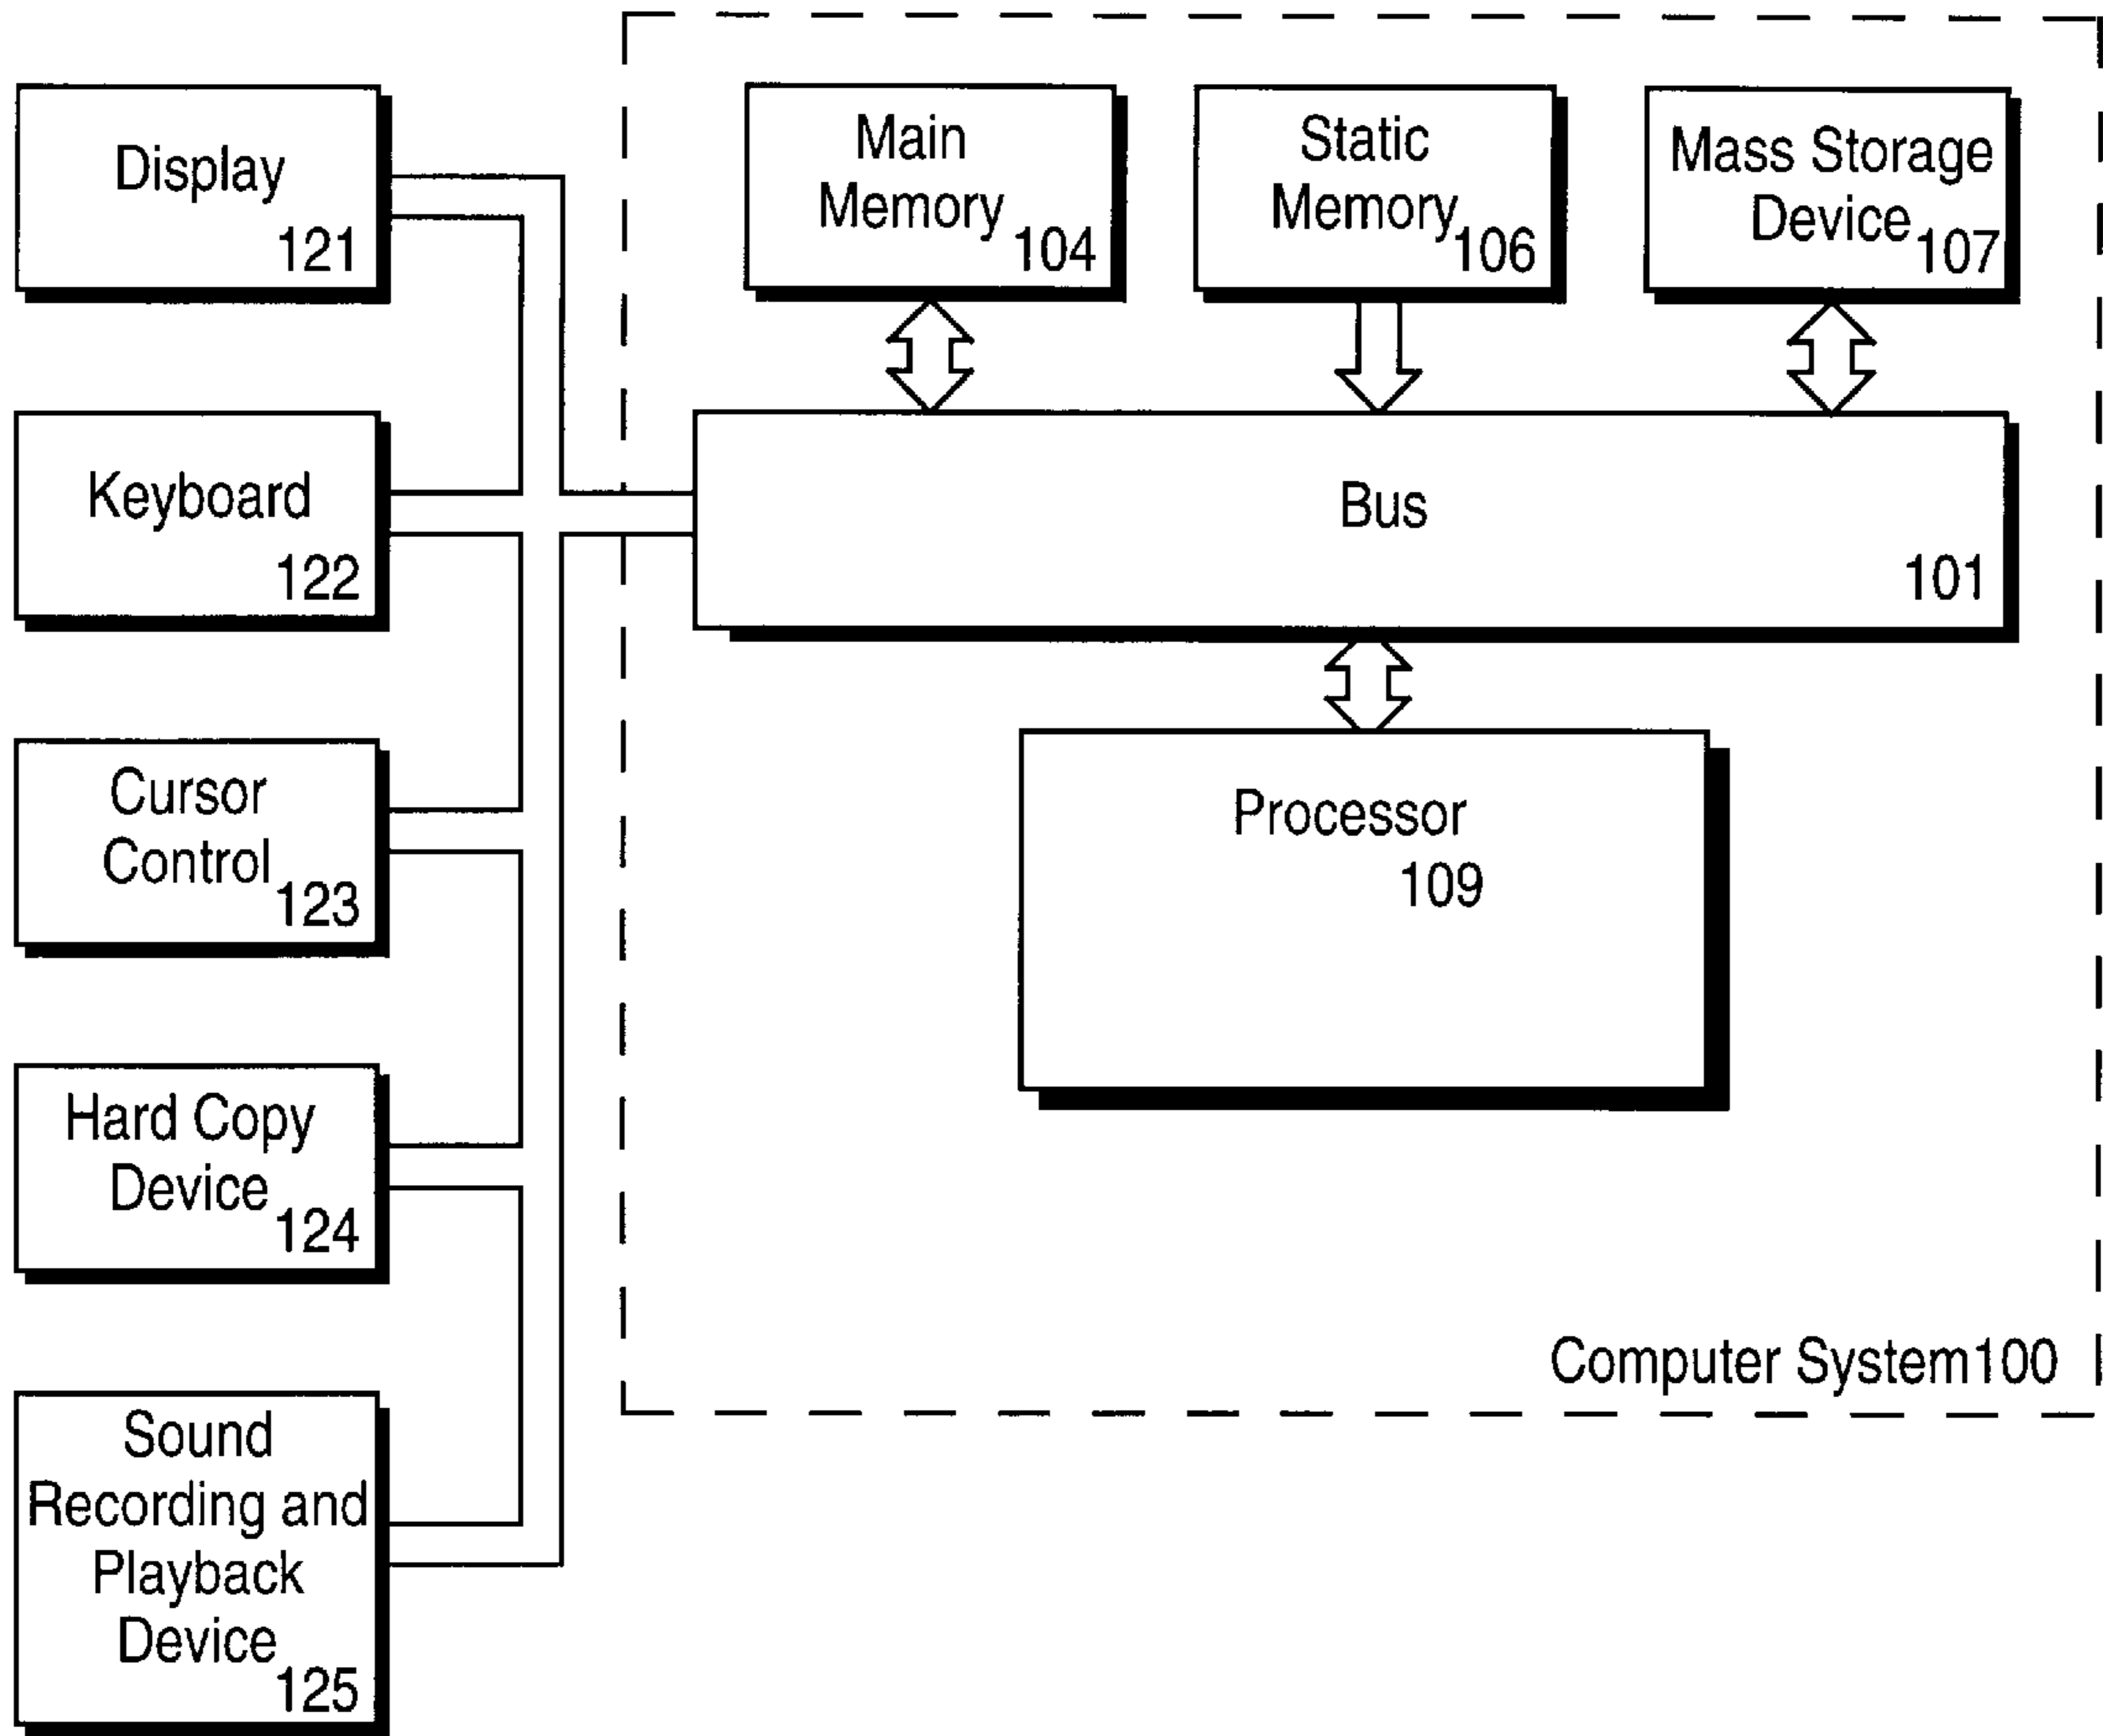 Display
121
Keyboard
122
Cursor
Control
123
Hard Copy
Device
124
Sound
Recording and
Playback
Device
125
Main
Memory
104
Static
Memory
106
Mass Storage
Device
107
Bus
101
Processor
109
Computer System100